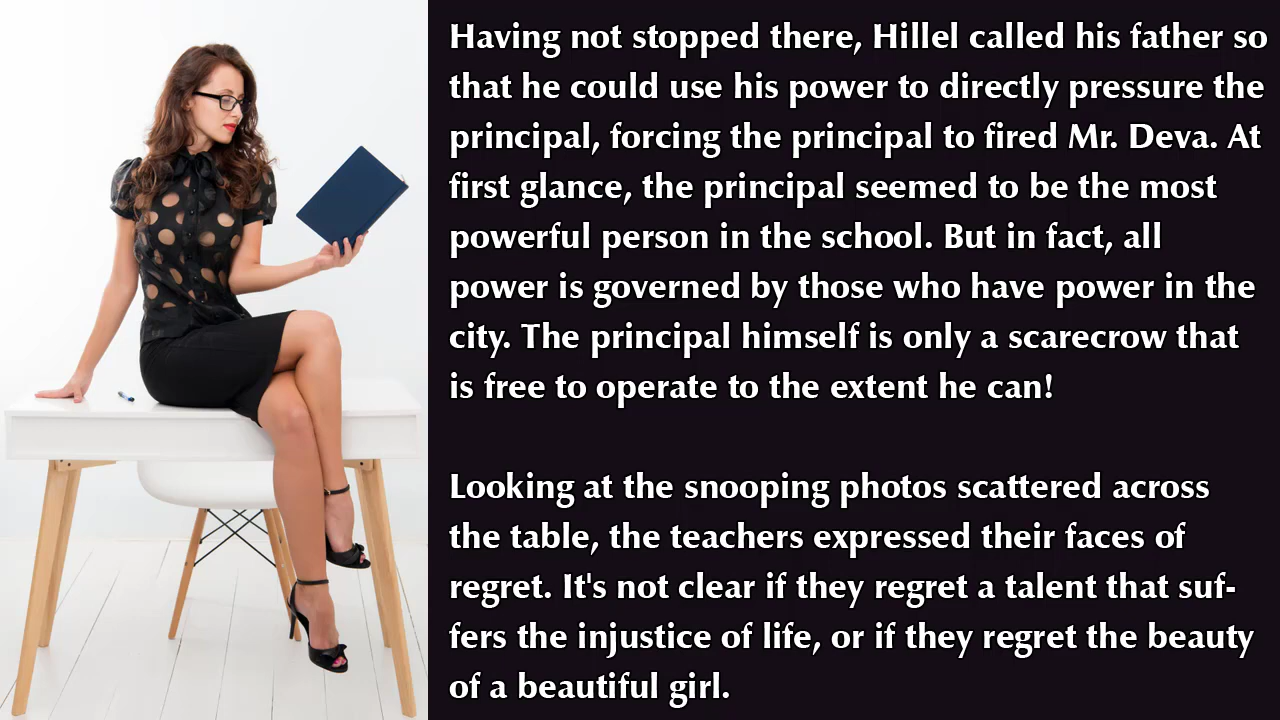 Having not stopped there, Hillel called his father so
that he could use his power to directly pressure the
principal, forcing the principal to fired Mr. Deva. At
first glance, the principal seemed to be the most
powerful person in the school. But in fact, all
power is governed by those who have power in the
city. The principal himself is only a scarecrow that
is free to operate to the extent he can!
Looking at the snooping photos scattered across
the table, the teachers expressed their faces of
regret. It's not clear if they regret a talent that suf-
fers the injustice of life, or if they regret the beauty
of a beautiful girl.